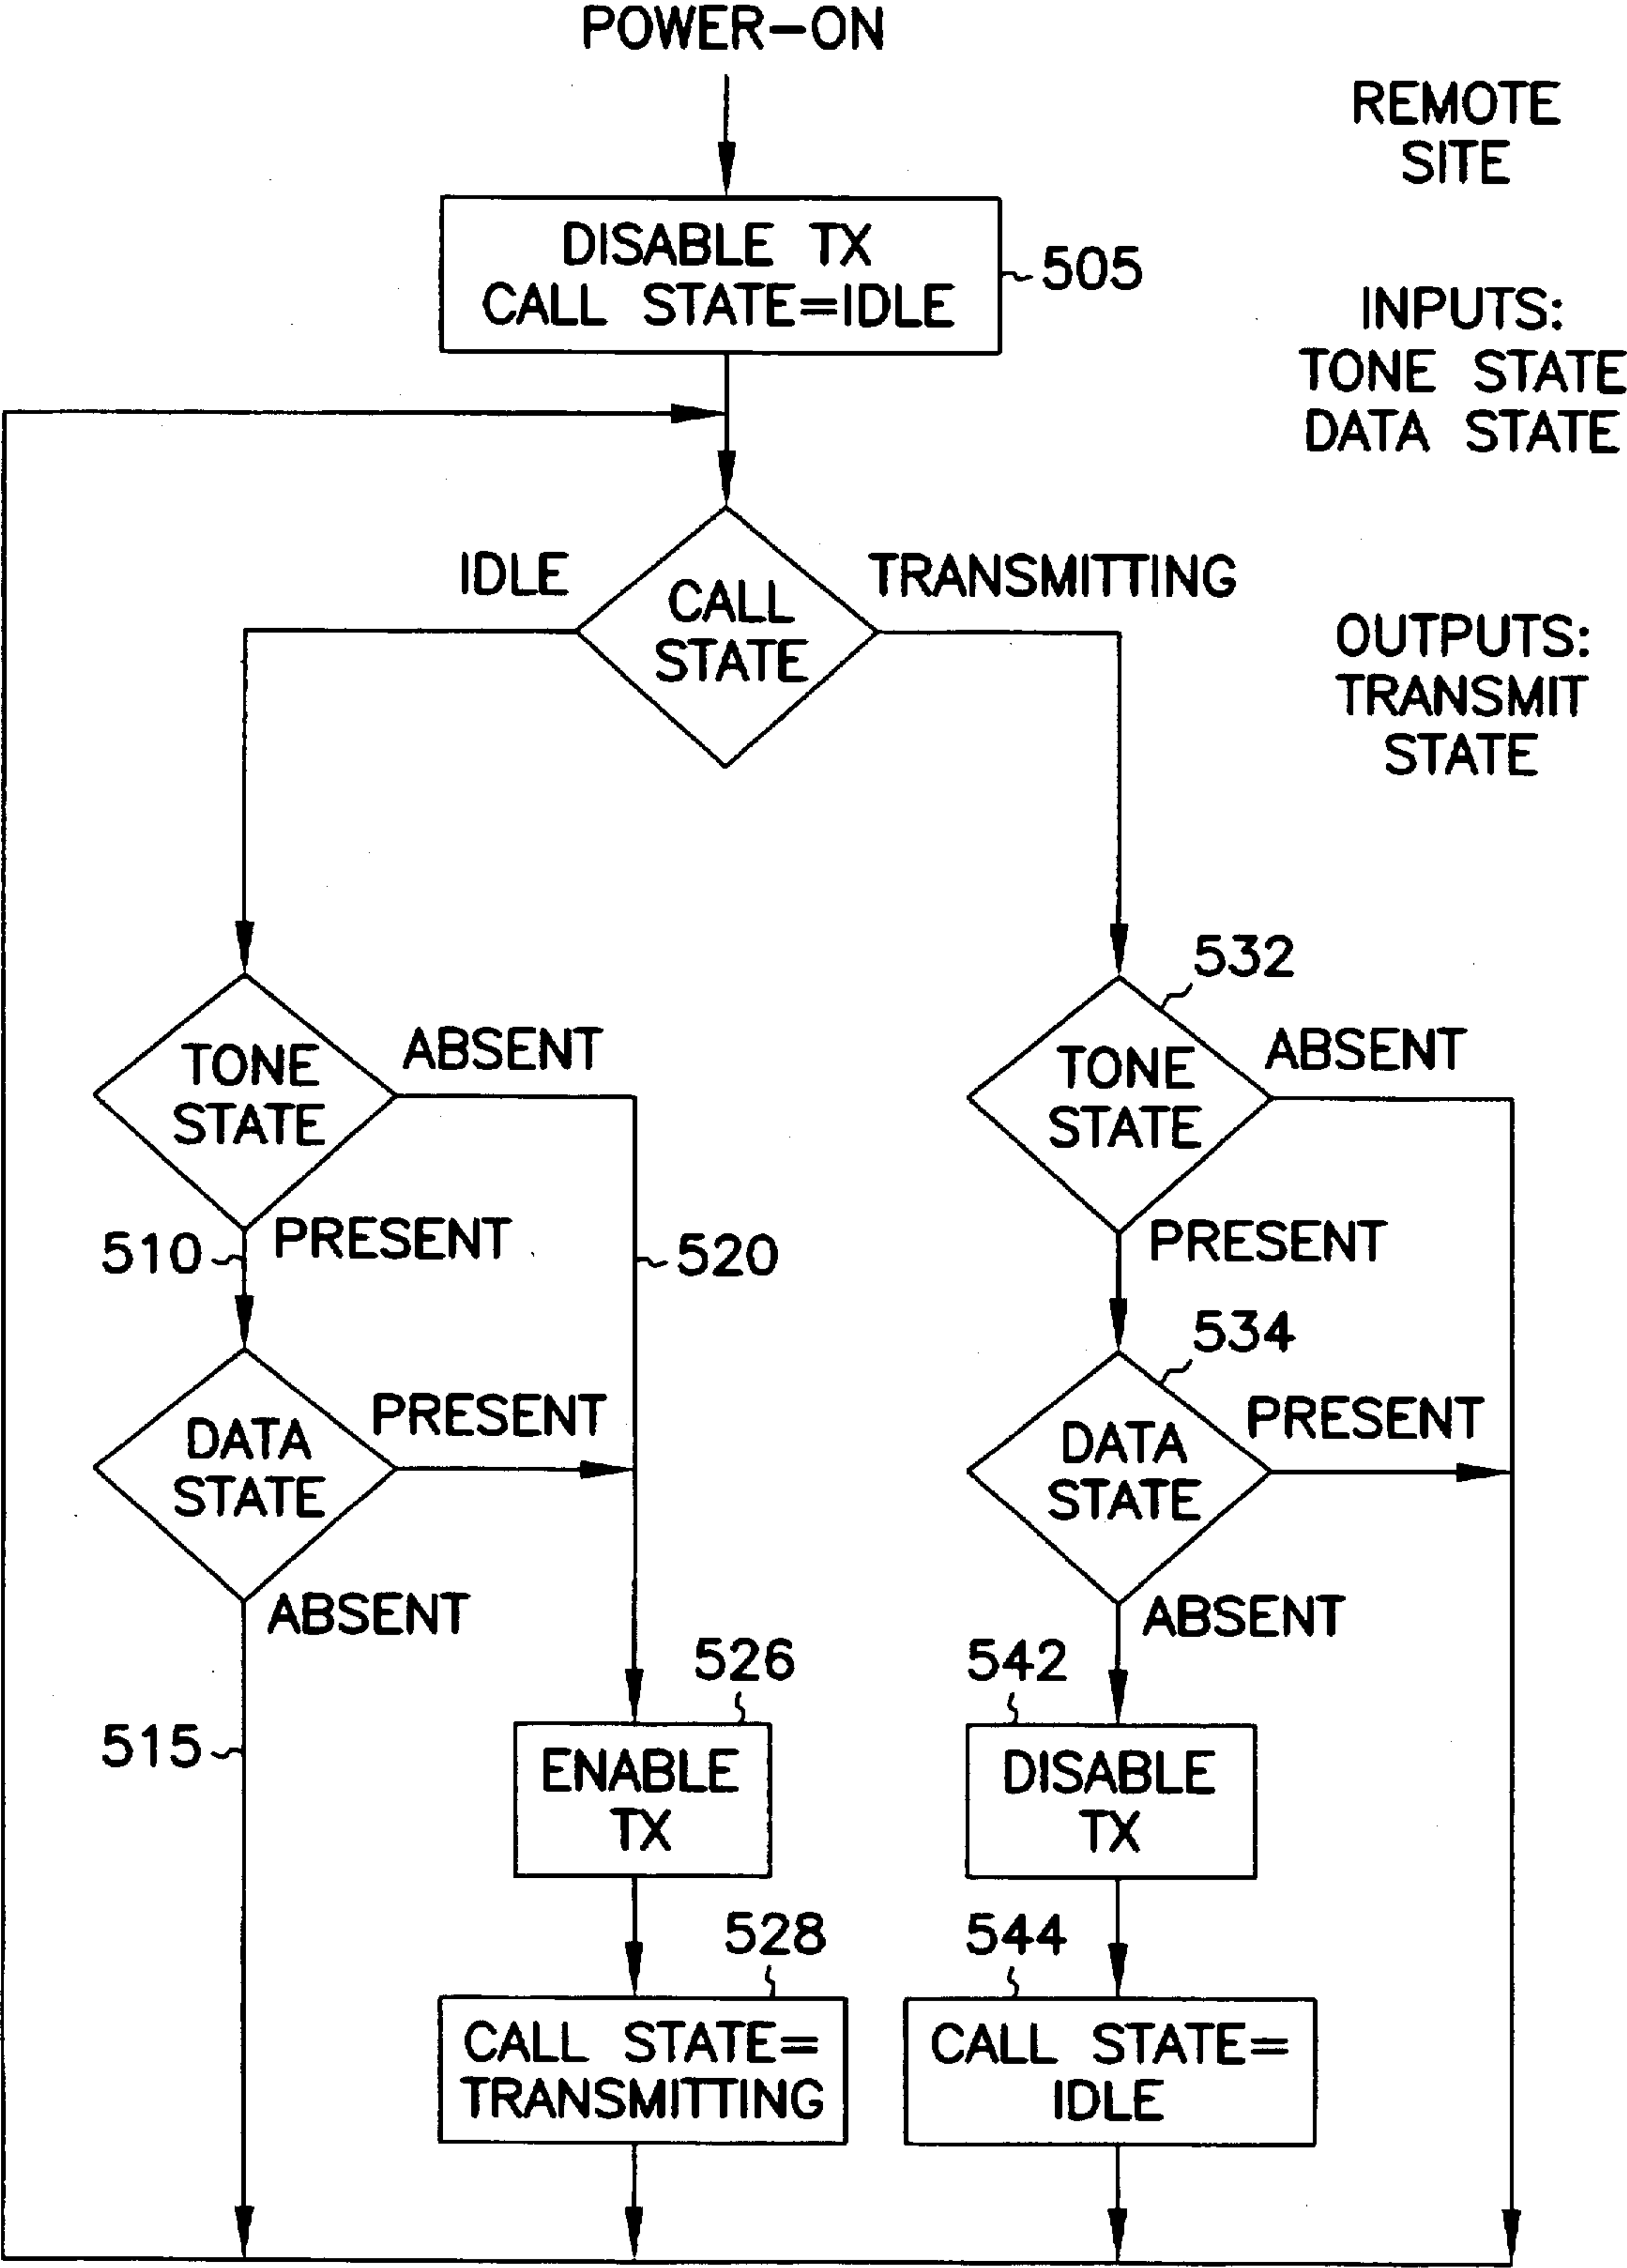 POWER-ON
REMOTE
SITE
DISABLE TX
CALL STATE=IDLE
505
INPUTS:
TONE STATE
DATA STATE
IDLE
TRANSMITTING
CALL
STATE
OUTPUTS:
TRANSMIT
STATE
532
TONE
STATE
ABSENT
TONE
STATE
ABSENT
510
PRESENT
520
PRESENT
534
DATA
STATE
PRESENT
DATA
STATE
PRESENT
ABSENT
ABSENT
526
542
515
ENABLE
TX
DISABLE
TX
528
544
CALL STATE=
TRANSMITTING
CALL STATE=
IDLE